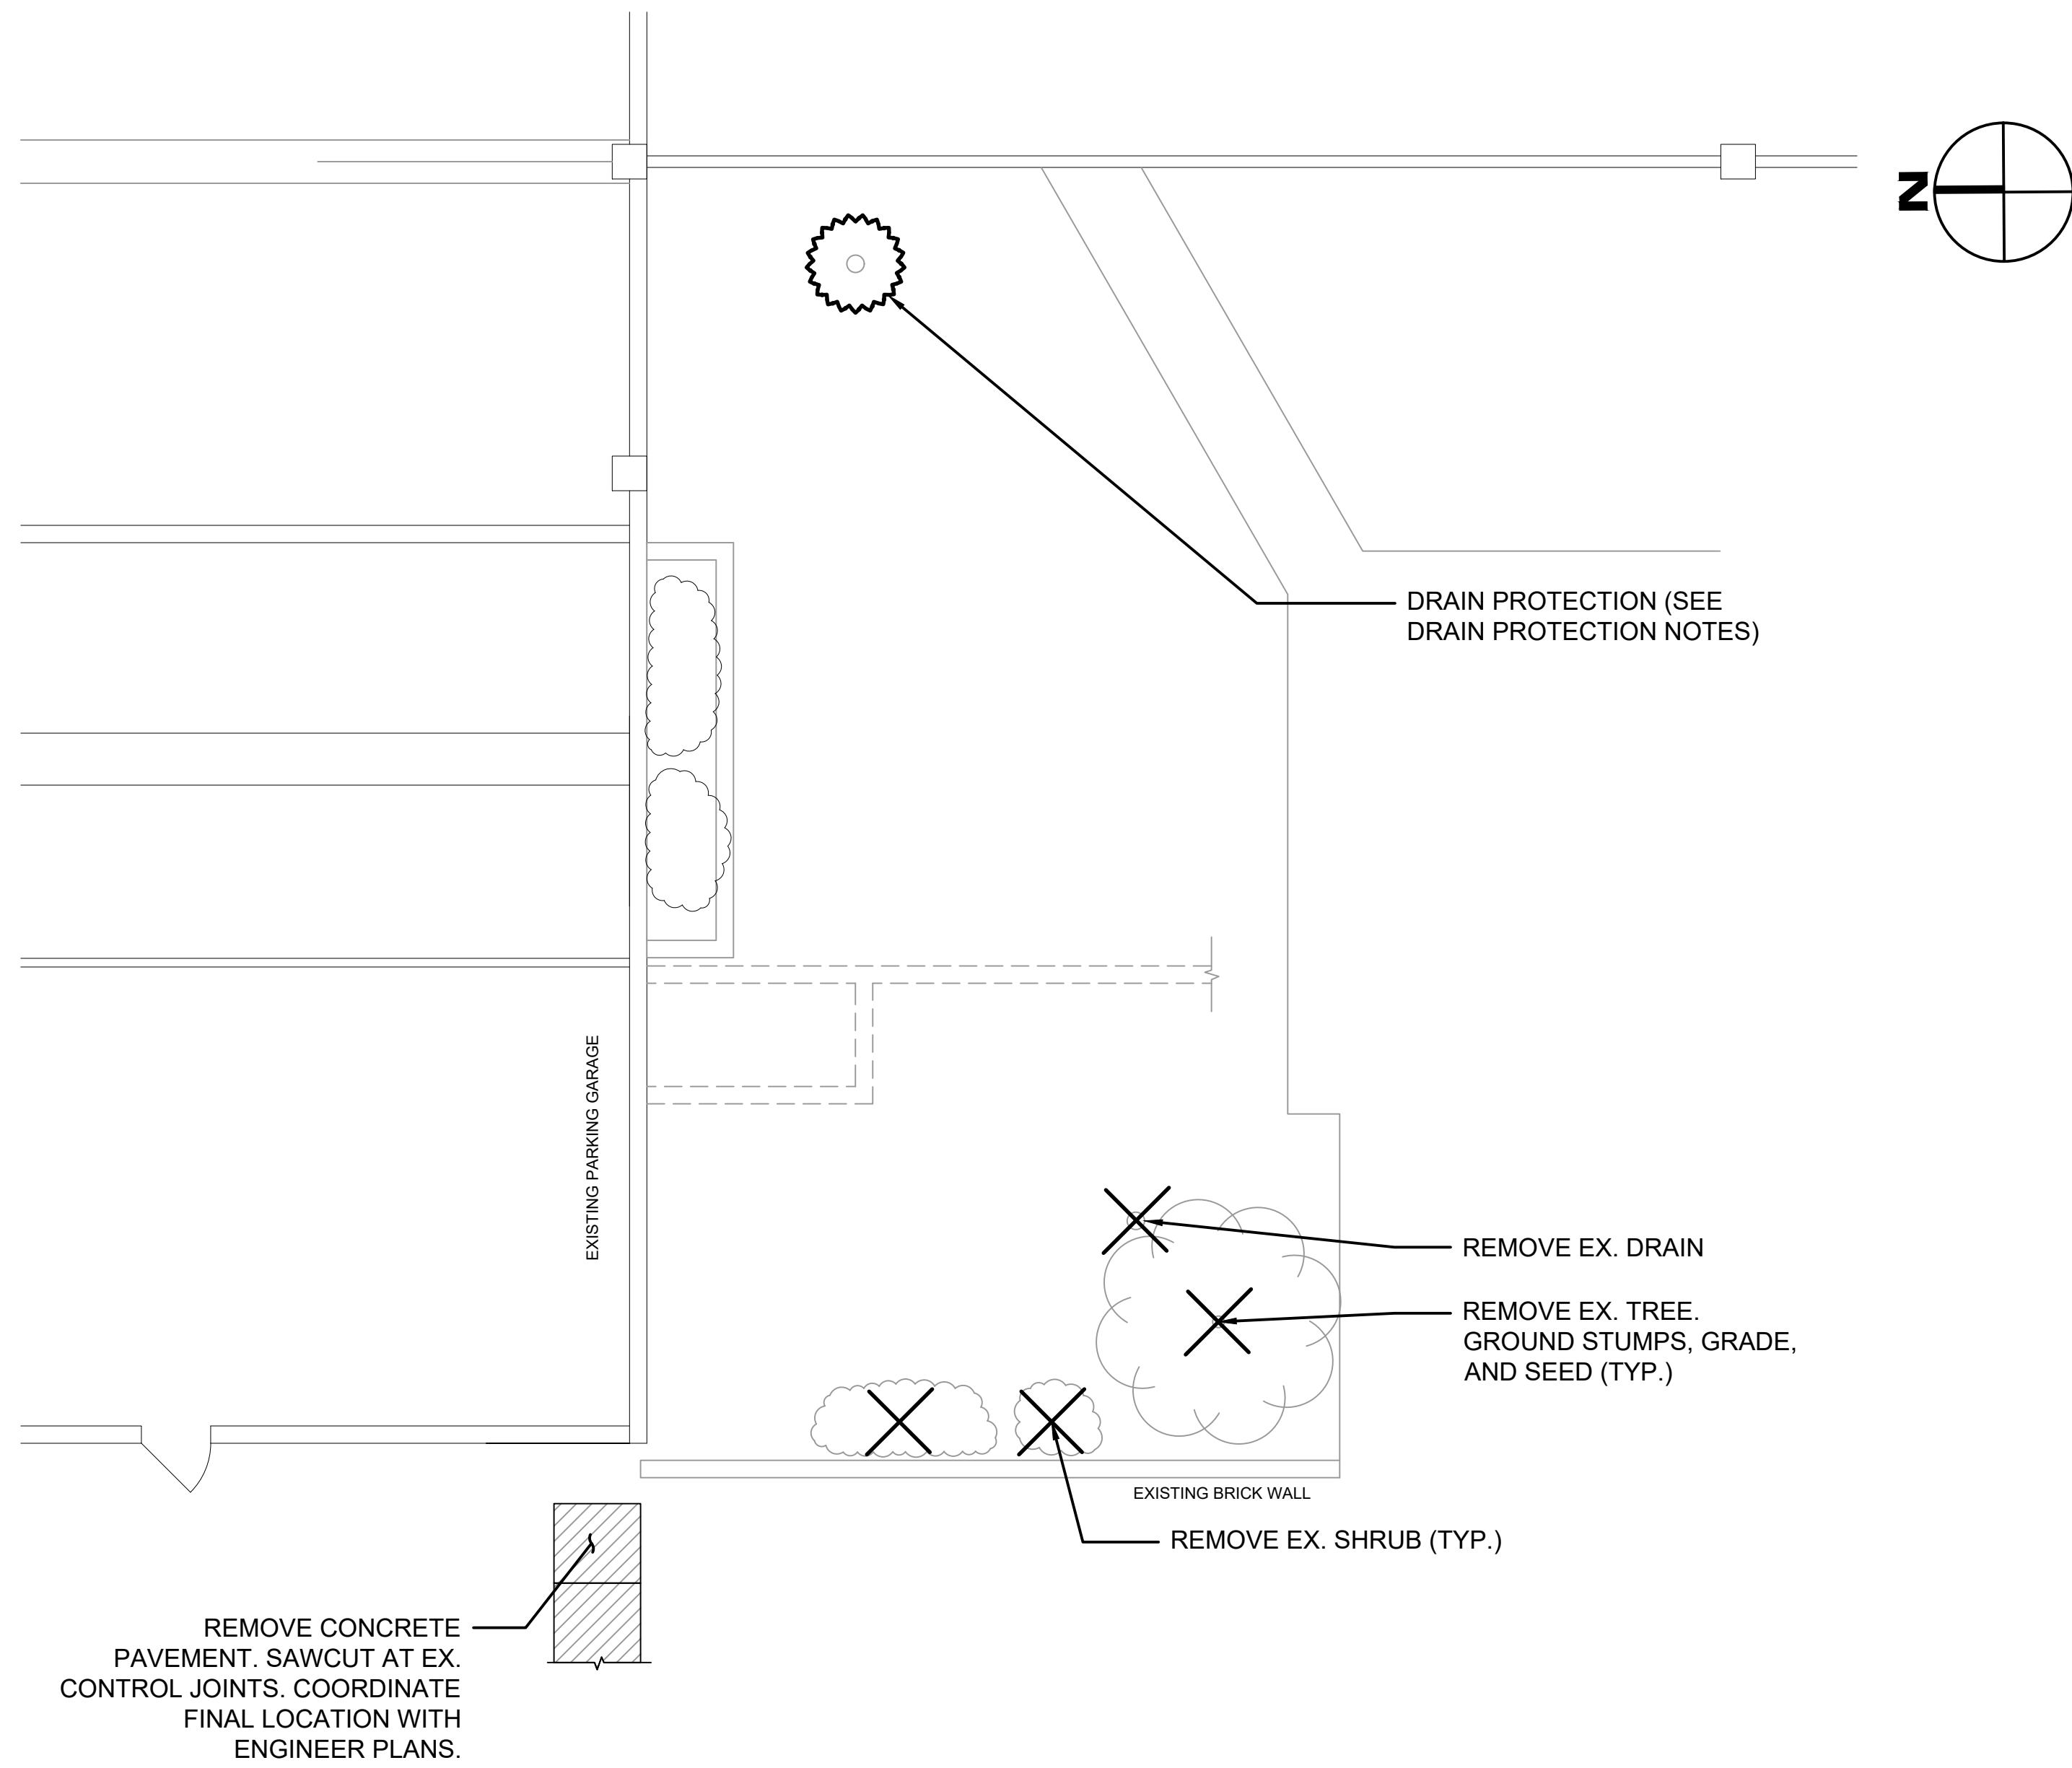 N
DRAIN PROTECTION (SEE
DRAIN PROTECTION NOTES)
EXISTING PARKING GARAGE
REMOVE EX. DRAIN
REMOVE EX. TREE.
GROUND STUMPS, GRADE,
AND SEED (TYP.)
EXISTING BRICK WALL
REMOVE EX. SHRUB (TYP.)
REMOVE CONCRETE
PAVEMENT. SAWCUT AT EX.
CONTROL JOINTS. COORDINATE
FINAL LOCATION WITH
ENGINEER PLANS.